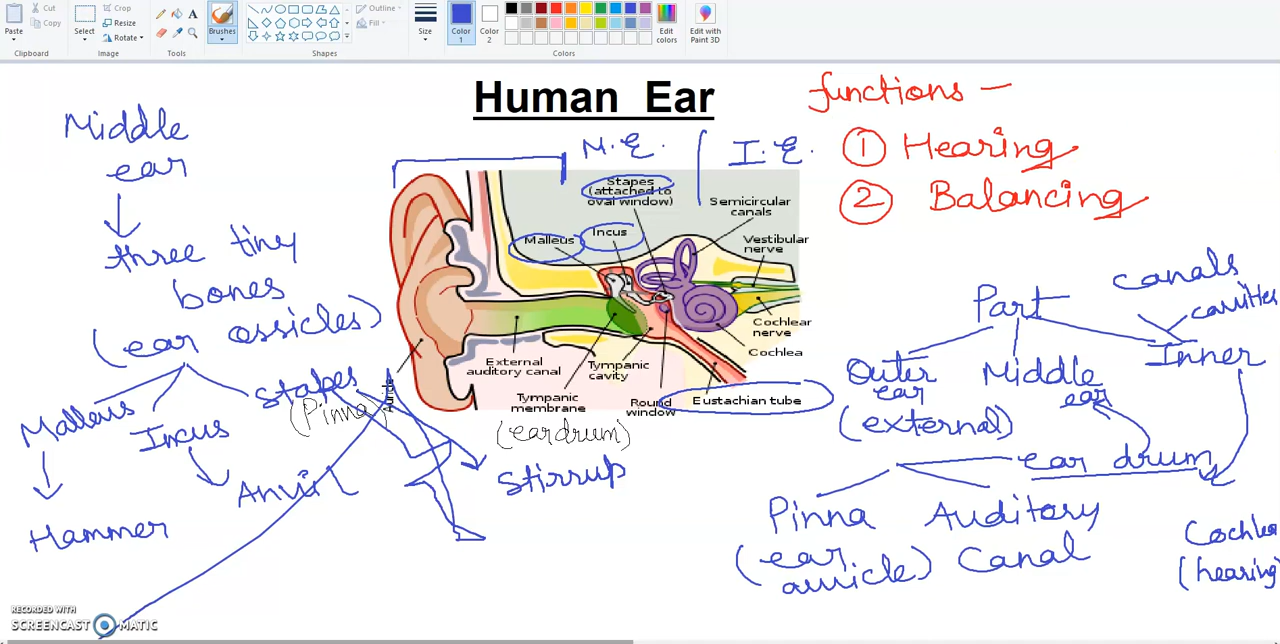 Cut
Copy
Paste
Clipboard
Select
Crop
Resize
Rotate
Image
A
Tools
Brushes
Shapes
Outline
Fill
Size
Color
1
Color
2
Colors
Edit
colors
Edit with
Paint 3D
Human Ear
functions —
① Hearing
② Balancing
Middle
ear
three tiny
bones
(ear ossicles)
Malleus
Incus
Stapes
Hammer
Anvil
Stirrup
M.E.
I.E.
Stapes
(attached to
oval window)
Malleus
Incus
Semicircular
canals
Vestibular
nerve
Cochlear
nerve
Cochlea
External
auditory canal
Tympanic
cavity
Tympanic
membrane
(eardrum)
Round
window
Eustachian tube
Auricle
(Pinna)
Part
canals
cavities
Outer
ear
(external)
Middle
ear
Inner
ear drum
Pinna
(ear
auricle)
Auditory
Canal
Cochlea
(hearing)
RECORDED WITH
SCREENCAST MATIC